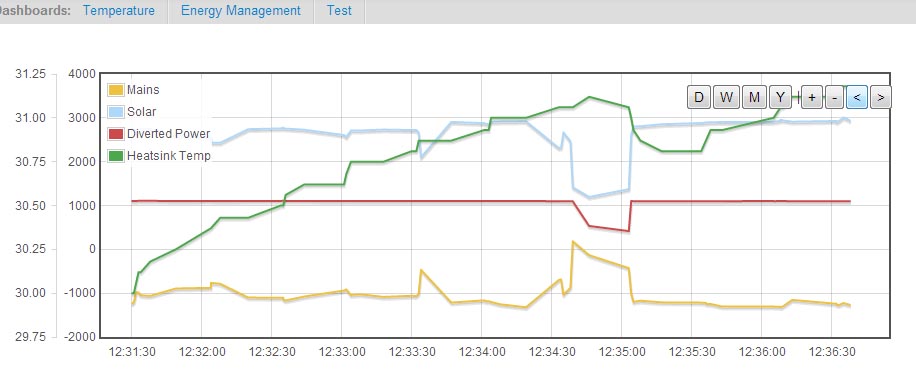 Dashboards: Temperature Energy Management Test
31.25 4000
Mains
D W M Y + - < >
Solar
31.00 3000
Diverted Power
Heatsink Temp
30.75 2000
30.50 1000
30.25 0
30.00 -1000
29.75 -2000
12:31:30 12:32:00 12:32:30 12:33:00 12:33:30 12:34:00 12:34:30 12:35:00 12:35:30 12:36:00 12:36:30